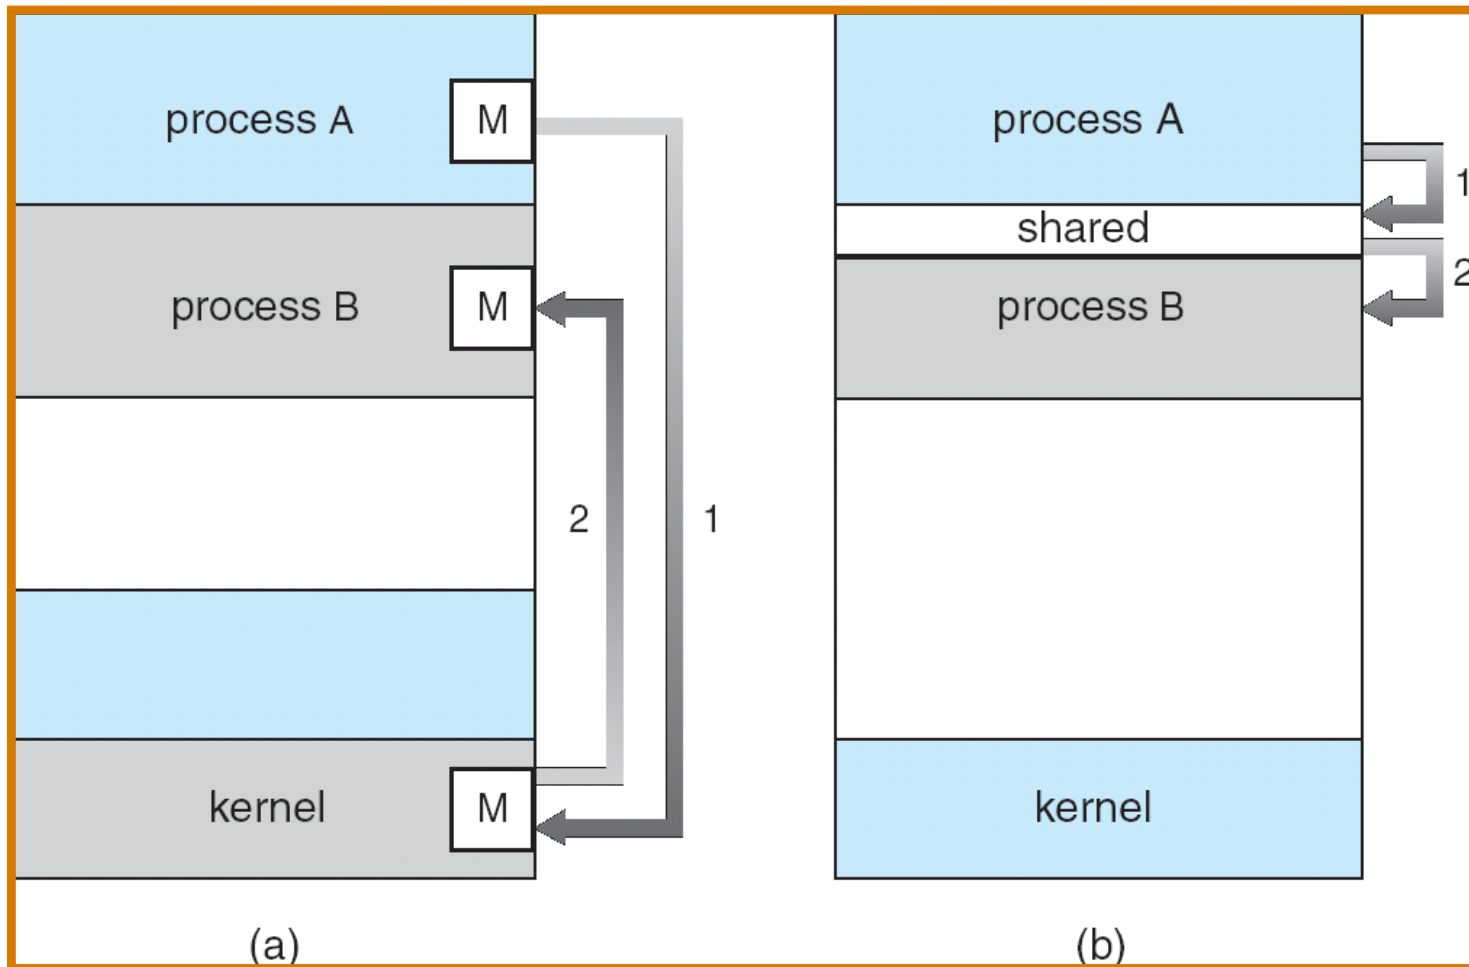 process A
M
process B
M
2
1
kernel
M
(a)
process A
1
shared
2
process B
kernel
(b)